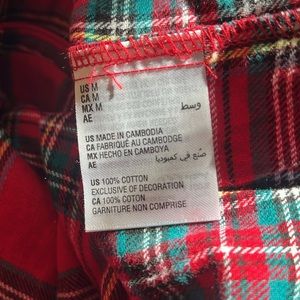 US M
CA M
MX M
AE وسط
US MADE IN CAMBODIA
CA FABRIQUÉ AU CAMBODGE
MX HECHO EN CAMBOYA
AE صنع في كمبوديا
US 100% COTTON
EXCLUSIVE OF DECORATION
CA 100% COTON
GARNITURE NON COMPRISE